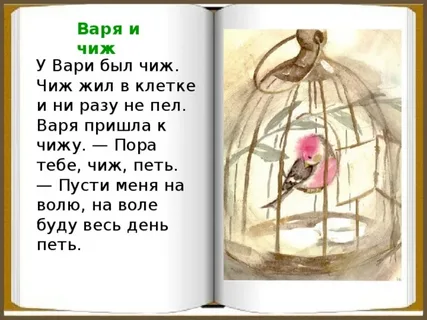 Варя и
чиж
У Вари был чиж.
Чиж жил в клетке
и ни разу не пел.
Варя пришла к
чижу. — Пора
тебе, чиж, петь.
— Пусти меня на
волю, на воле
буду весь день
петь.